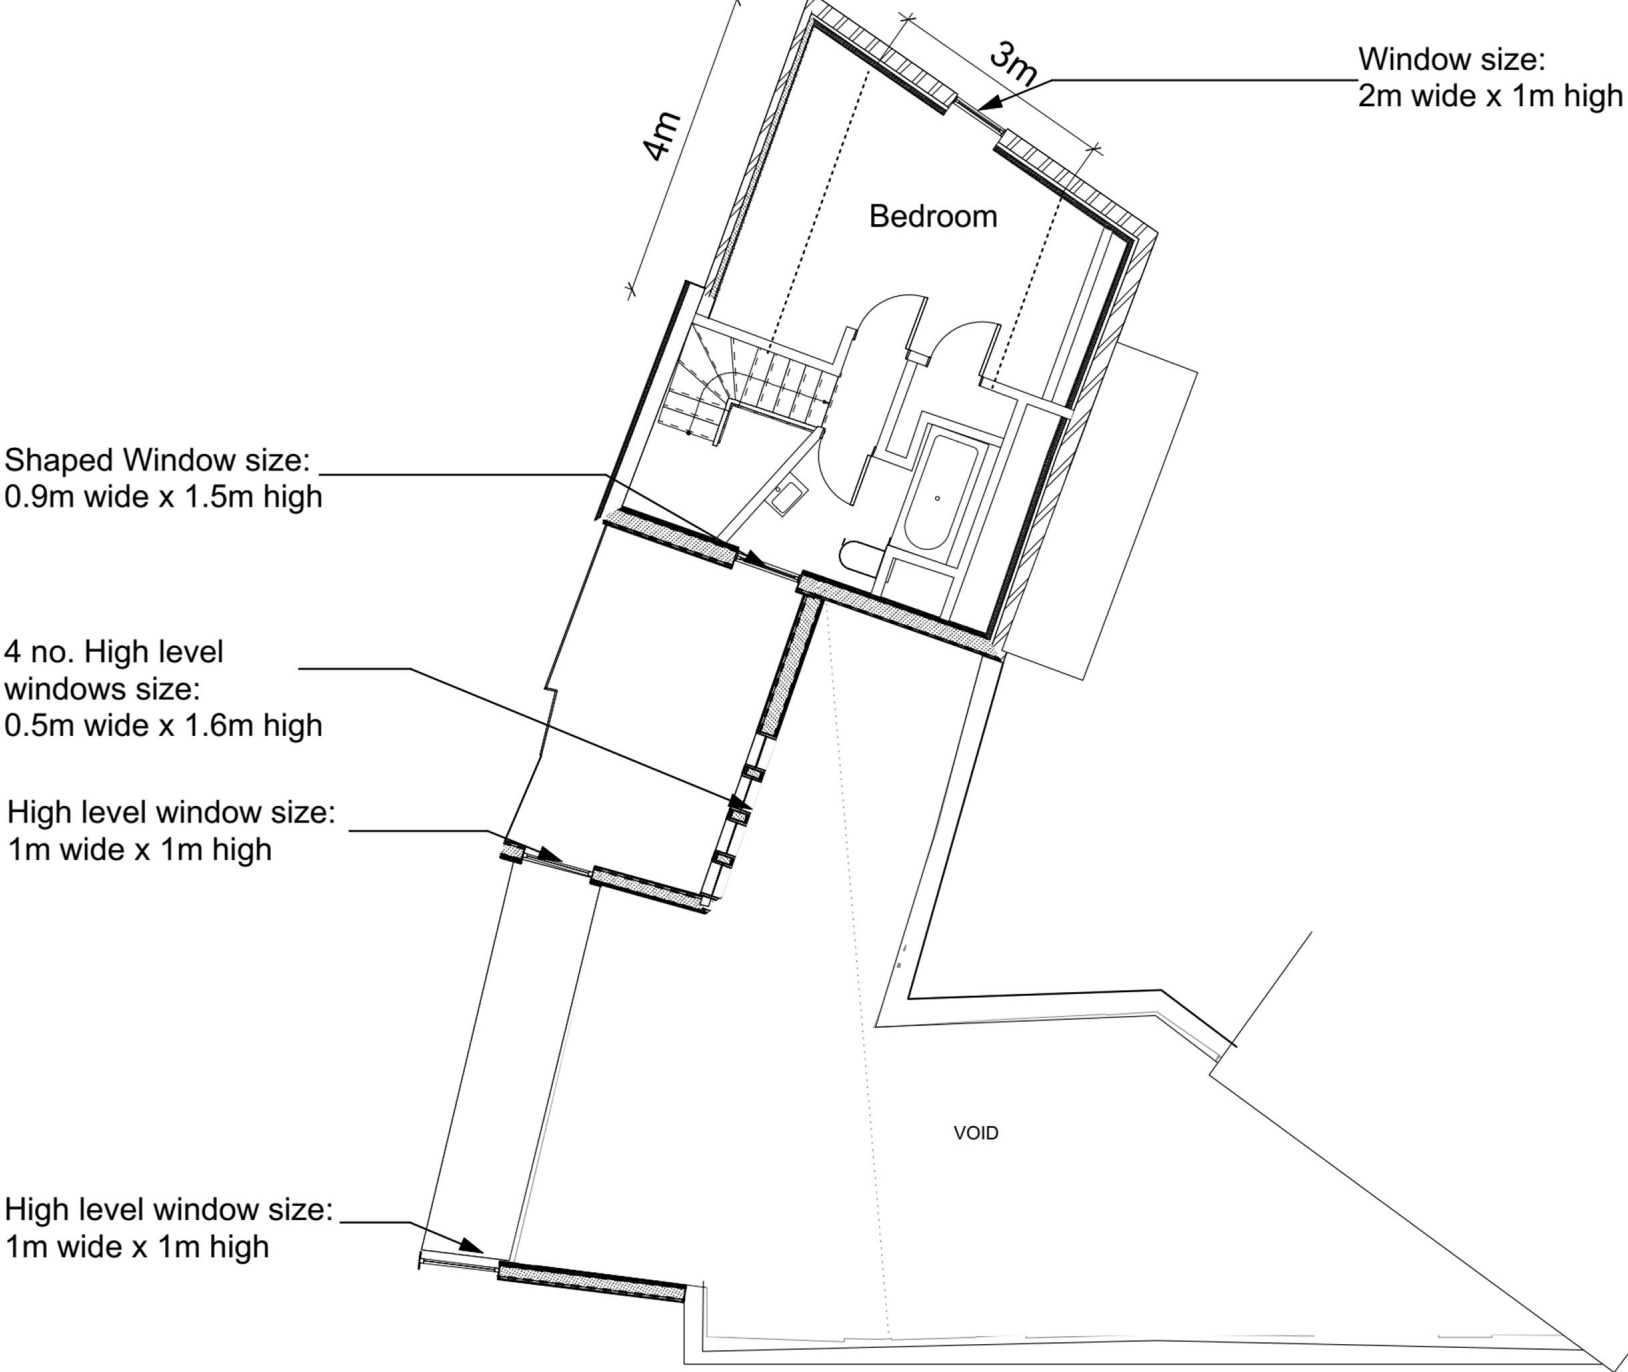 3m
Window size:
2m wide x 1m high
4m
Bedroom
Shaped Window size:
0.9m wide x 1.5m high
4 no. High level
windows size:
0.5m wide x 1.6m high
High level window size:
1m wide x 1m high
VOID
High level window size:
1m wide x 1m high